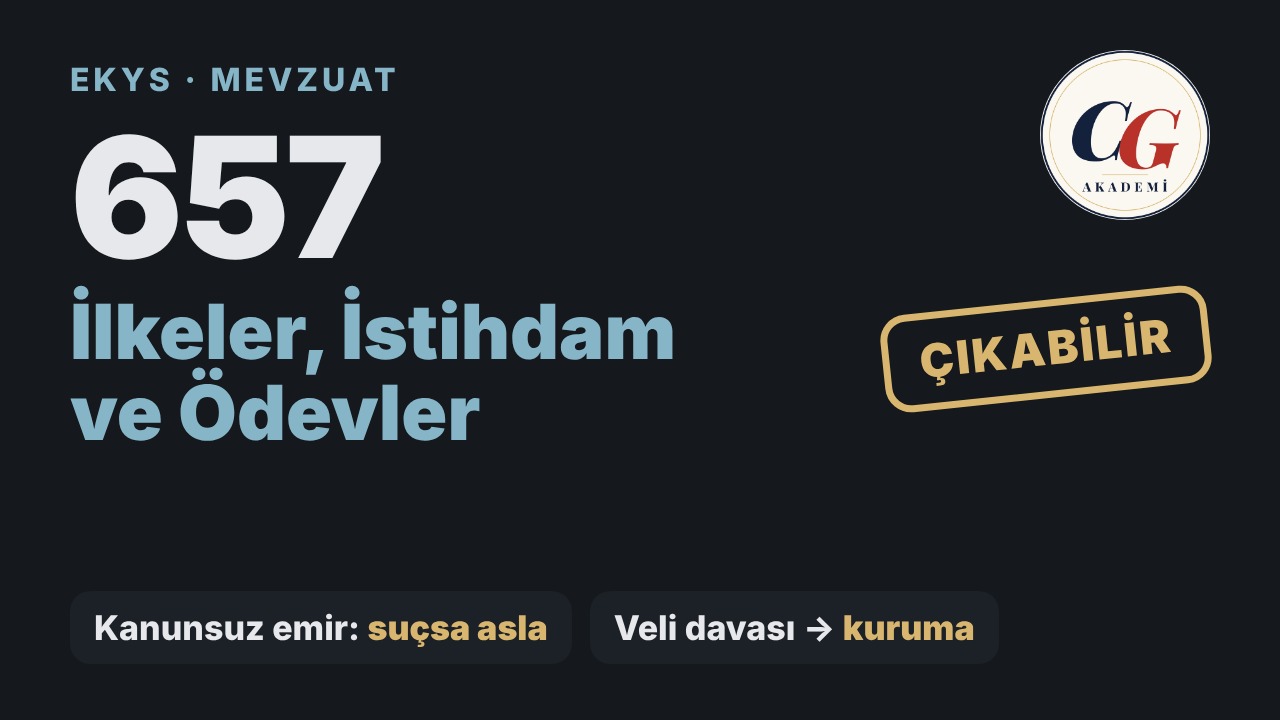 EKYS · MEVZUAT
657
İlkeler, İstihdam
ve Ödevler
CG
AKADEMİ
ÇIKABİLİR
Kanunsuz emir: suçsa asla
Veli davası → kuruma